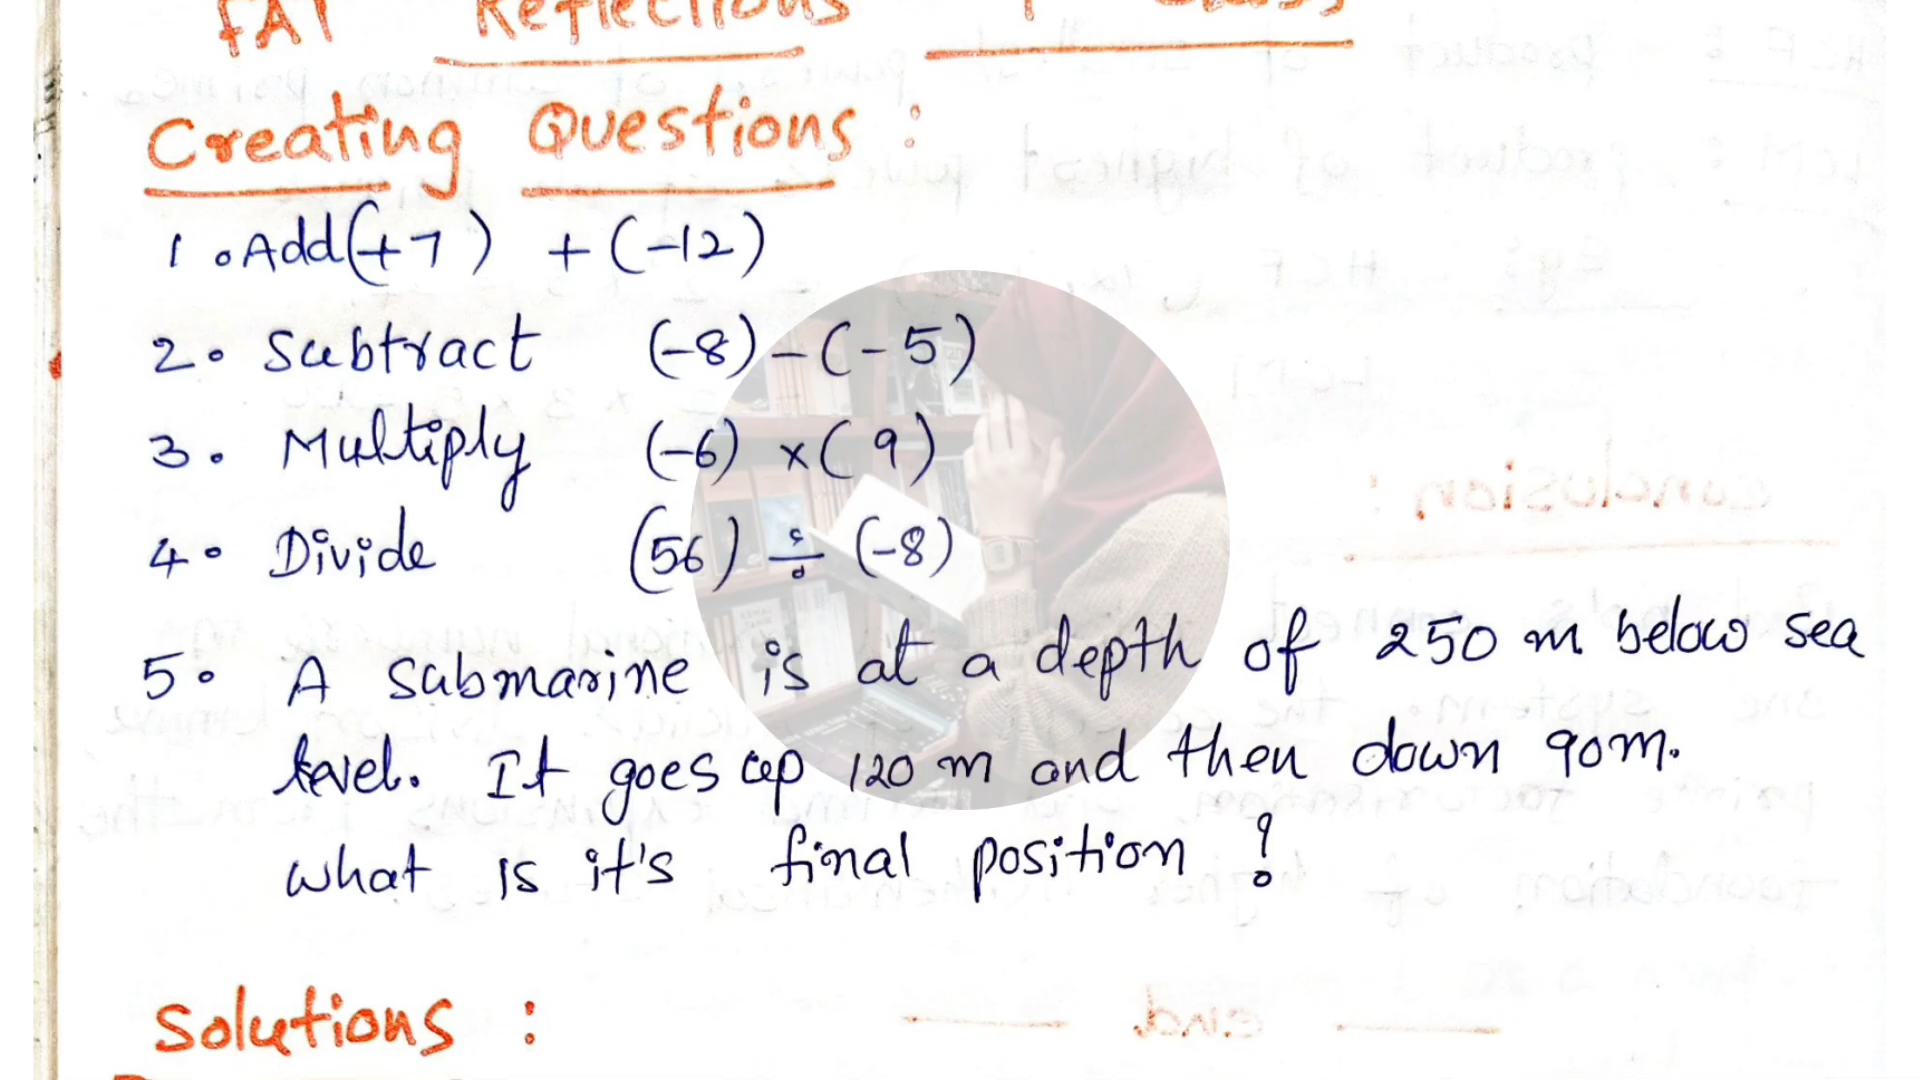 FA1 Reflections
Creating Questions :
1. Add (+7) + (-12)
2. Subtract (-8) - (-5)
3. Multiply (-6) × (9)
4. Divide (56) ÷ (-8)
5. A submarine is at a depth of 250 m below sea
level. It goes up 120 m and then down 90m.
what is it's final position ?
Solutions :